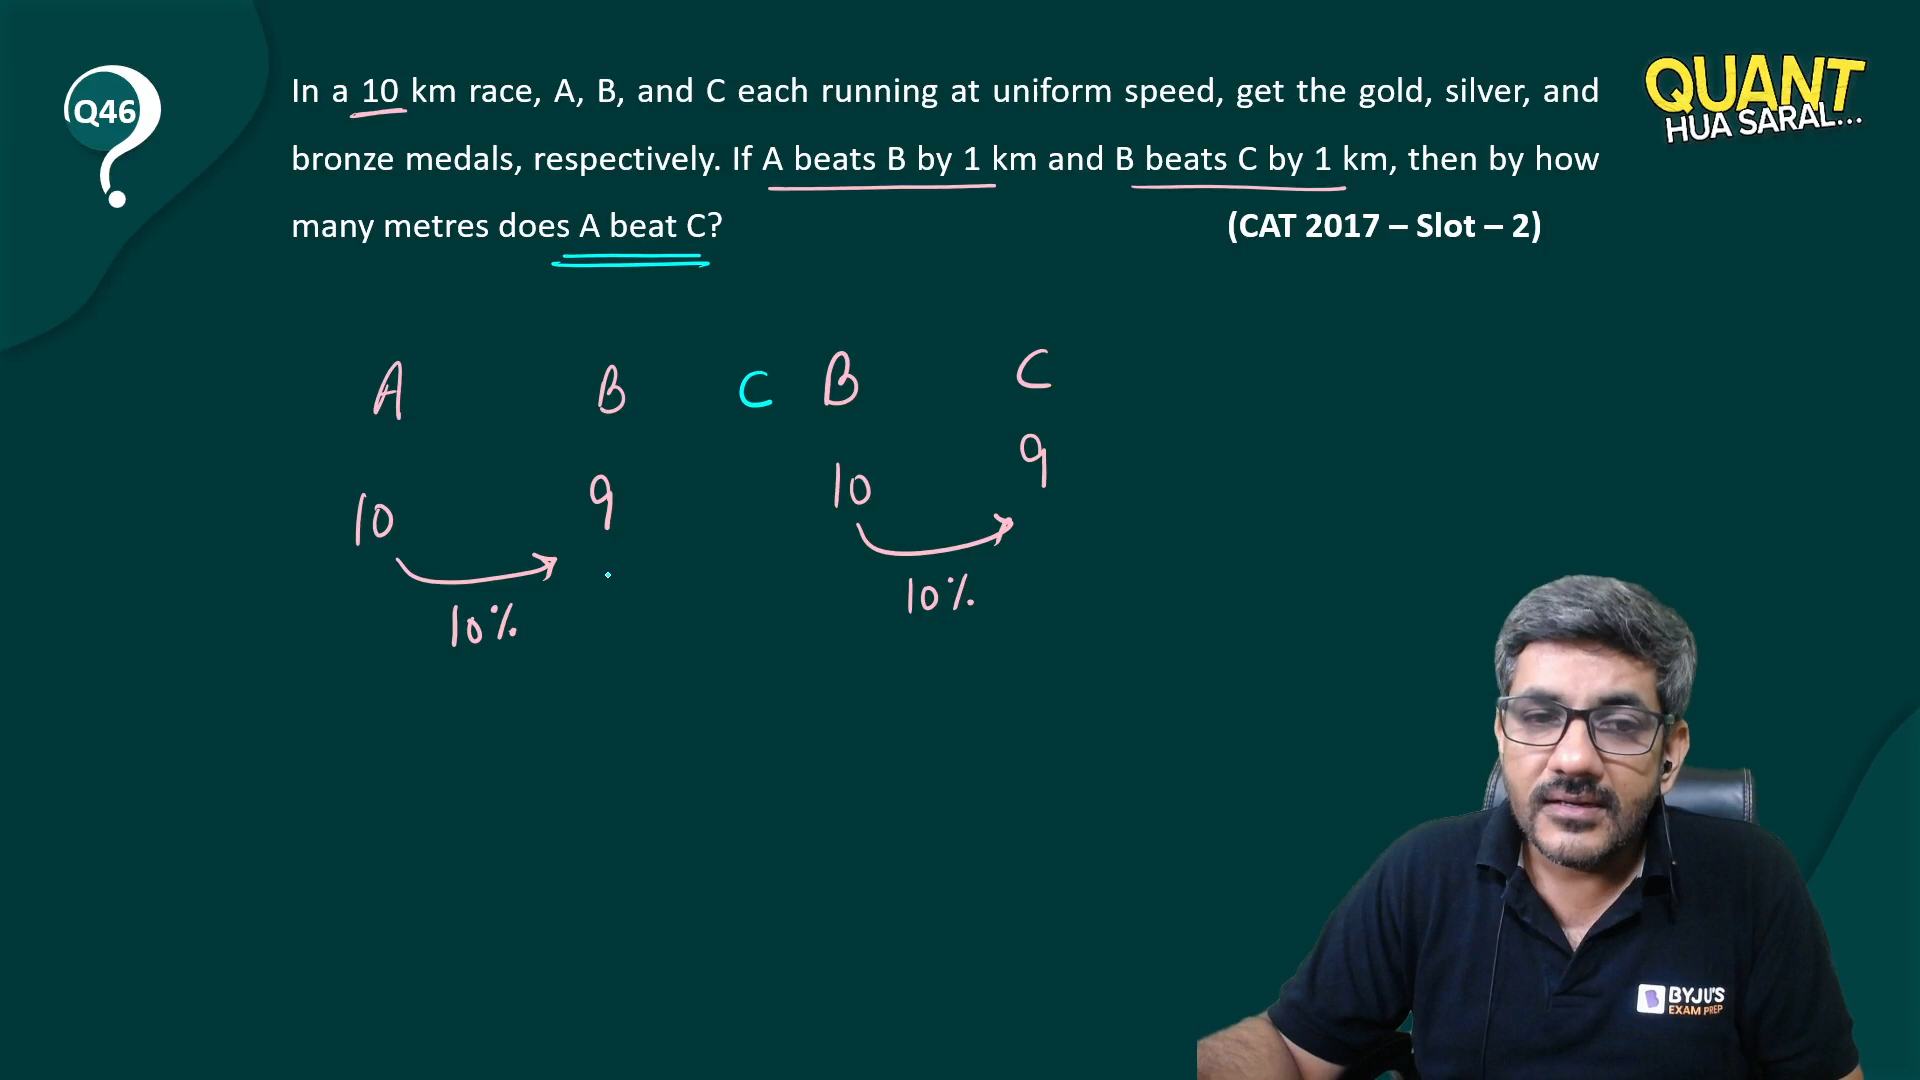 Q46
In a 10 km race, A, B, and C each running at uniform speed, get the gold, silver, and
bronze medals, respectively. If A beats B by 1 km and B beats C by 1 km, then by how
many metres does A beat C?
(CAT 2017 – Slot – 2)
QUANT
HUA SARAL...
A B C B C
10 9 10 9
10% 10%
BYJU'S
EXAM PREP